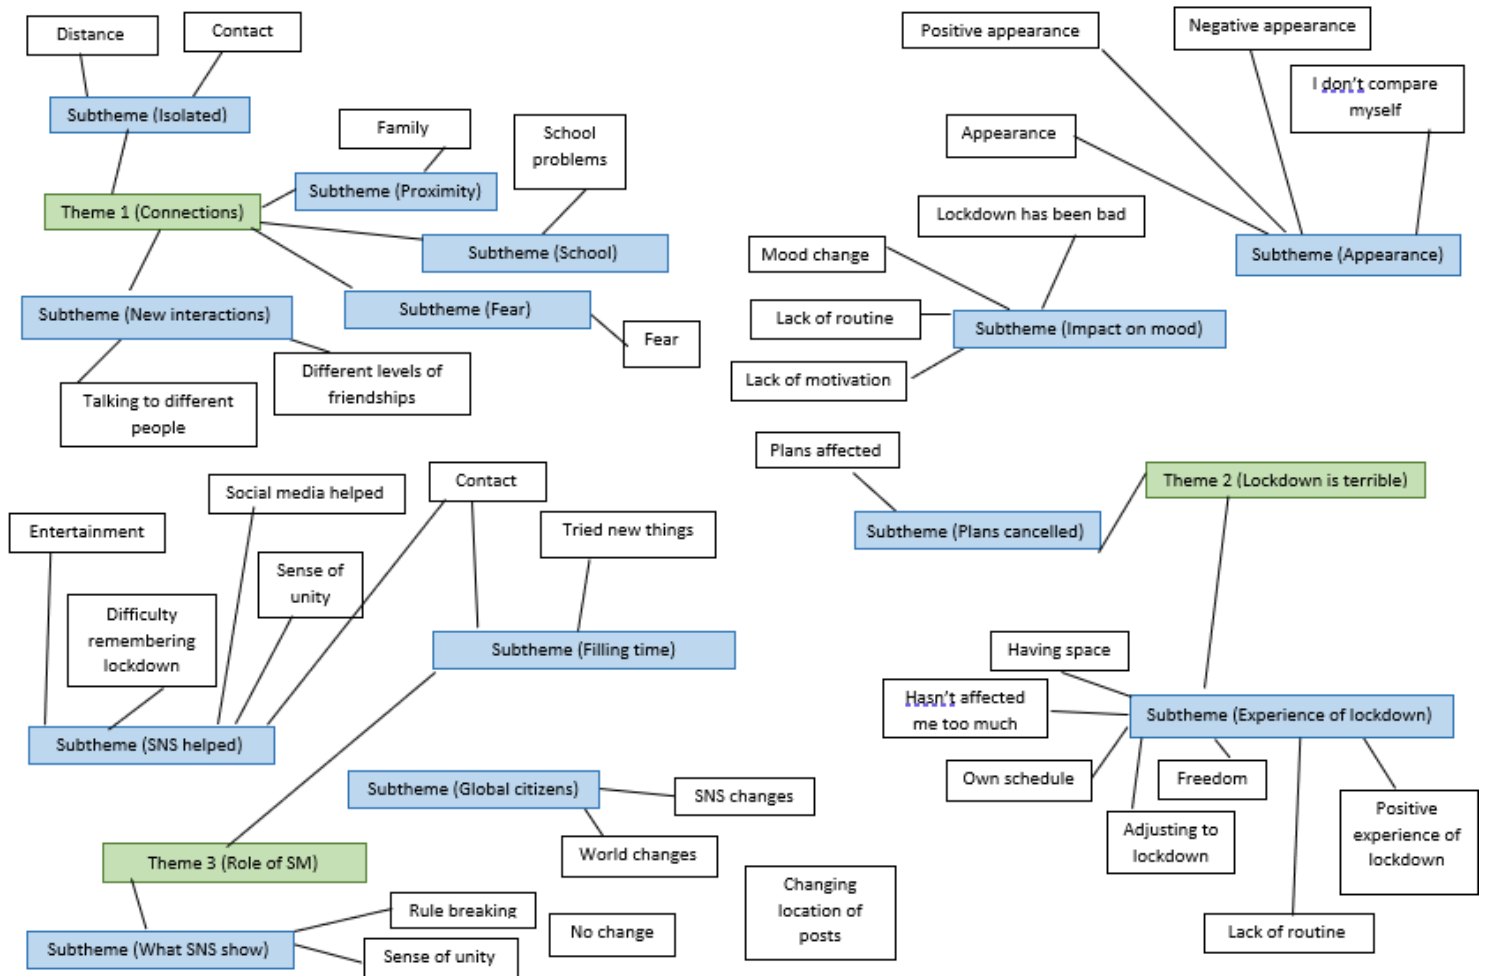 Distance
Contact
Subtheme (Isolated)
Family
School
problems
Subtheme (Proximity)
Theme 1 (Connections)
Subtheme (School)
Subtheme (New interactions)
Subtheme (Fear)
Fear
Different levels of
friendships
Talking to different
people
Positive appearance
Negative appearance
I don't compare
myself
Appearance
Lockdown has been bad
Mood change
Subtheme (Appearance)
Lack of routine
Subtheme (Impact on mood)
Lack of motivation
Plans affected
Theme 2 (Lockdown is terrible)
Subtheme (Plans cancelled)
Having space
Hasn't affected
me too much
Subtheme (Experience of lockdown)
Own schedule
Freedom
Adjusting to
lockdown
Positive
experience of
lockdown
Lack of routine
Social media helped
Contact
Entertainment
Tried new things
Sense of
unity
Difficulty
remembering
lockdown
Subtheme (Filling time)
Subtheme (SNS helped)
Subtheme (Global citizens)
SNS changes
World changes
Theme 3 (Role of SM)
Changing
location of
posts
Rule breaking
No change
Subtheme (What SNS show)
Sense of unity